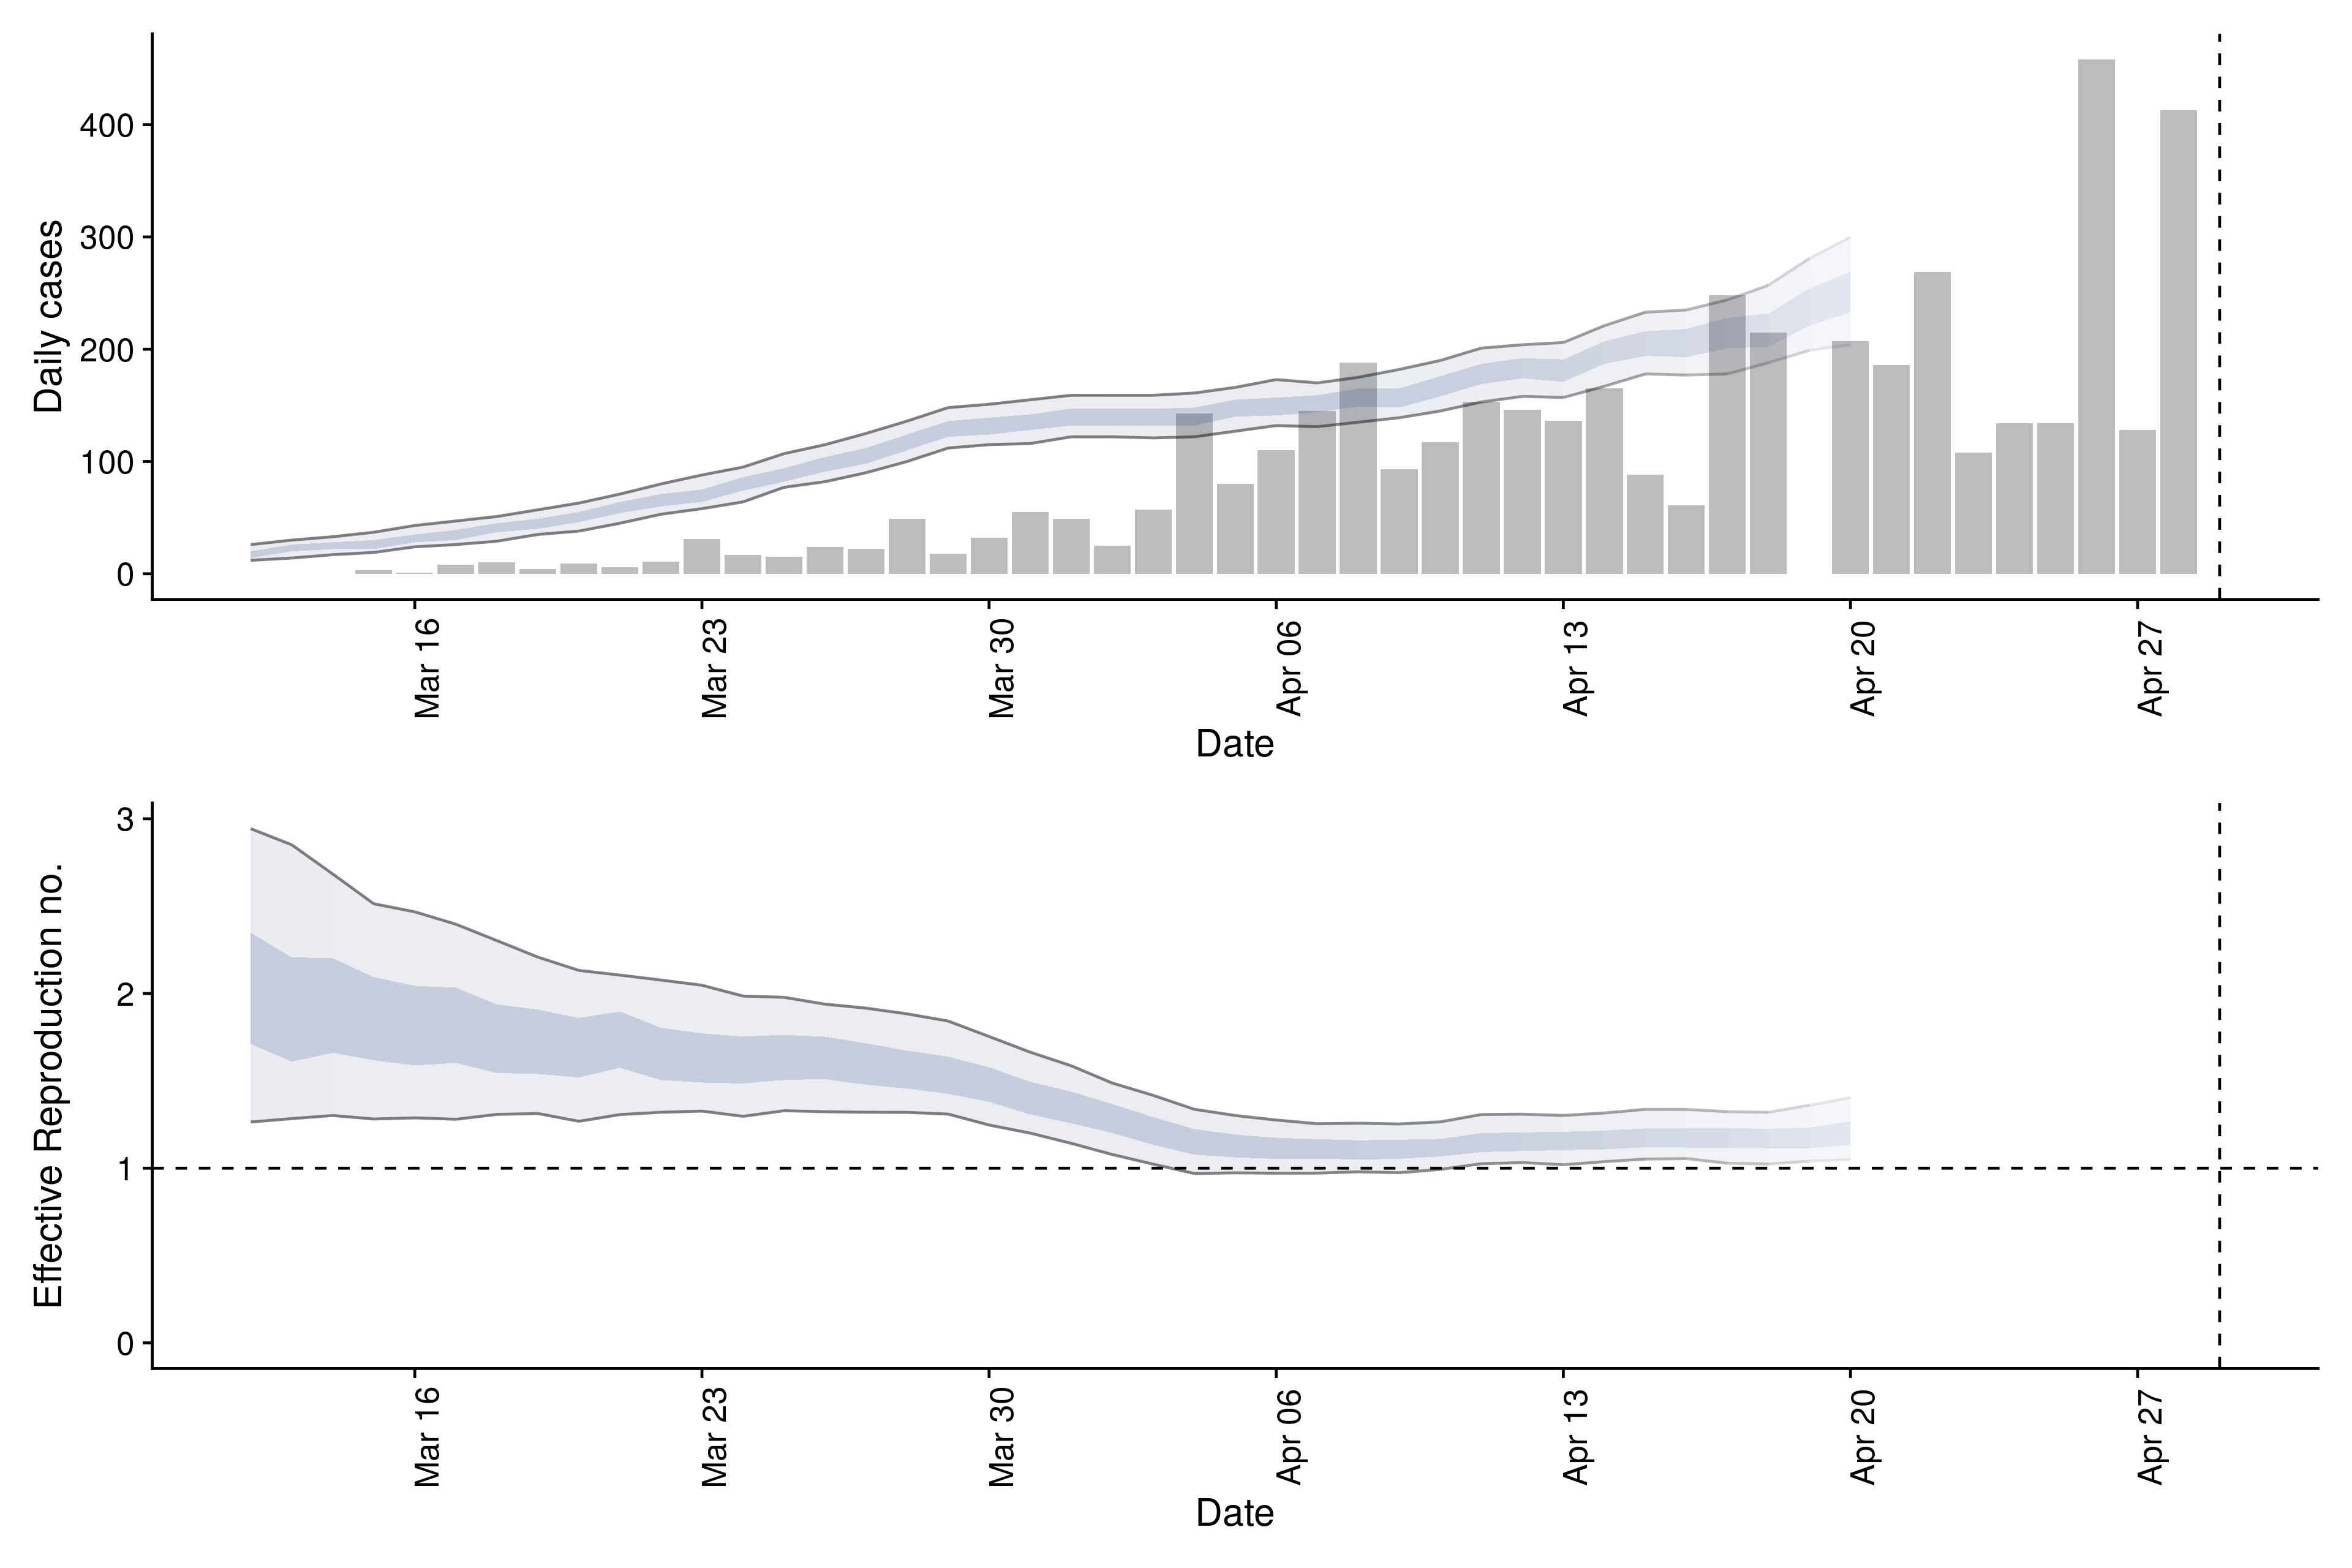 Daily cases
400
300
200
100
0
Mar 16
Mar 23
Mar 30
Apr 06
Apr 13
Apr 20
Apr 27
Date
Effective Reproduction no.
3
2
1
0
Mar 16
Mar 23
Mar 30
Apr 06
Apr 13
Apr 20
Apr 27
Date